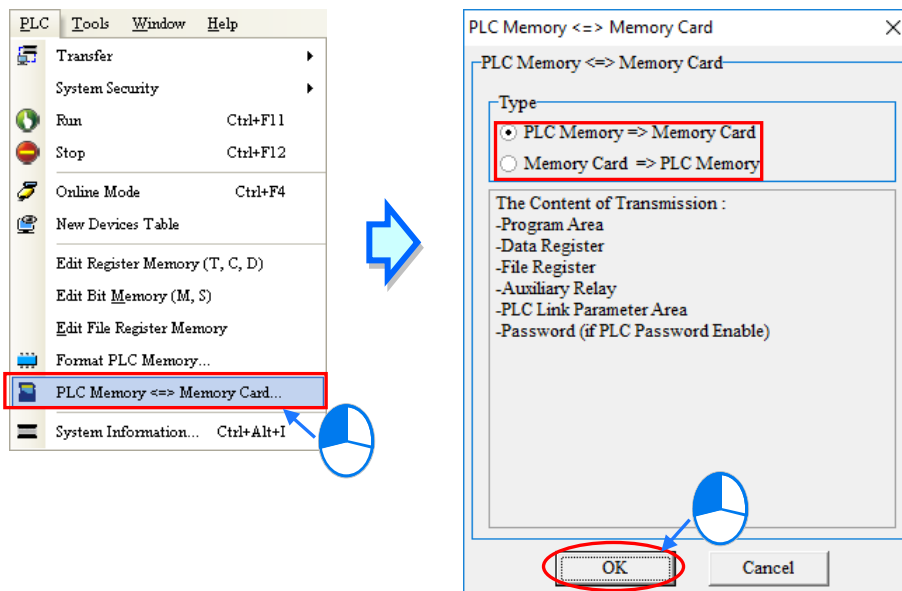 PLC Tools Window Help
Transfer
System Security
Run Ctrl+F11
Stop Ctrl+F12
Online Mode Ctrl+F4
New Devices Table
Edit Register Memory (T, C, D)
Edit Bit Memory (M, S)
Edit File Register Memory
Format PLC Memory...
PLC Memory <=> Memory Card...
System Information... Ctrl+Alt+I
PLC Memory <=> Memory Card
PLC Memory <=> Memory Card
Type
PLC Memory => Memory Card
Memory Card => PLC Memory
The Content of Transmission :
-Program Area
-Data Register
-File Register
-Auxiliary Relay
-PLC Link Parameter Area
-Password (if PLC Password Enable)
OK Cancel